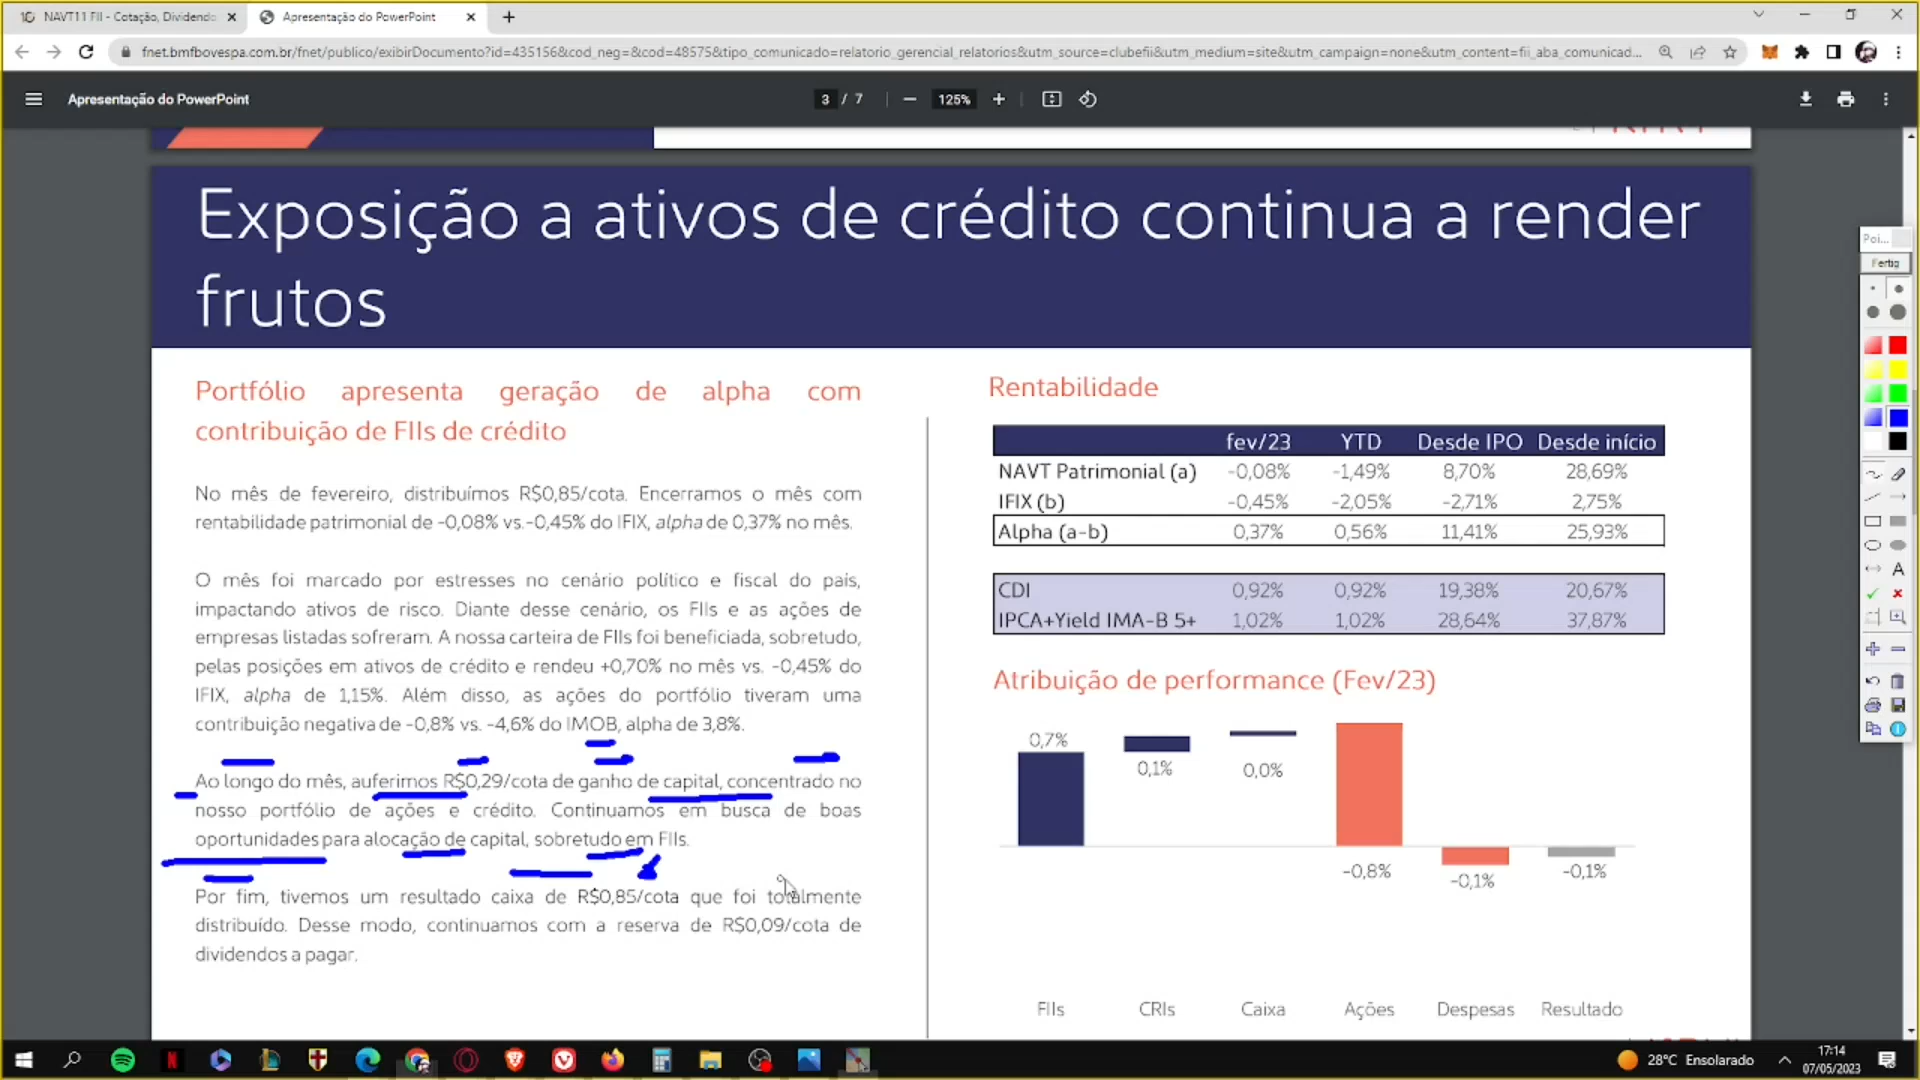 NAVT11 FII - Cotação, Dividendo
Apresentação do PowerPoint
fnet.bmfbovespa.com.br/fnet/publico/exibirDocumento?id=435156&cod_neg=&cod=48575&tipo_comunicado=relatorio_gerencial_relatorios&utm_source=clubefii&utm_medium=site&utm_campaign=none&utm_content=fii_aba_comunicad...
Apresentação do PowerPoint
3 / 7
125%
Exposição a ativos de crédito continua a render
frutos
Portfólio apresenta geração de alpha com
contribuição de FIIs de crédito
No mês de fevereiro, distribuímos R$0,85/cota. Encerramos o mês com
rentabilidade patrimonial de -0,08% vs.-0,45% do IFIX, alpha de 0,37% no mês.
O mês foi marcado por estresses no cenário político e fiscal do país,
impactando ativos de risco. Diante desse cenário, os FIIs e as ações de
empresas listadas sofreram. A nossa carteira de FIIs foi beneficiada, sobretudo,
pelas posições em ativos de crédito e rendeu +0,70% no mês vs. -0,45% do
IFIX, alpha de 1,15%. Além disso, as ações do portfólio tiveram uma
contribuição negativa de -0,8% vs. -4,6% do IMOB, alpha de 3,8%.
Ao longo do mês, auferimos R$0,29/cota de ganho de capital, concentrado no
nosso portfólio de ações e crédito. Continuamos em busca de boas
oportunidades para alocação de capital, sobretudo em FIIs.
Por fim, tivemos um resultado caixa de R$0,85/cota que foi totalmente
distribuído. Desse modo, continuamos com a reserva de R$0,09/cota de
dividendos a pagar.
Rentabilidade
fev/23 YTD Desde IPO Desde início
NAVT Patrimonial (a) -0,08% -1,49% 8,70% 28,69%
IFIX (b) -0,45% -2,05% -2,71% 2,75%
Alpha (a-b) 0,37% 0,56% 11,41% 25,93%
CDI 0,92% 0,92% 19,38% 20,67%
IPCA+Yield IMA-B 5+ 1,02% 1,02% 28,64% 37,87%
Atribuição de performance (Fev/23)
0,7%
0,1%
0,0%
-0,8%
-0,1%
-0,1%
FIIs CRIs Caixa Ações Despesas Resultado
Poi...
Fertig
A
28°C Ensolarado
17:14
07/05/2023